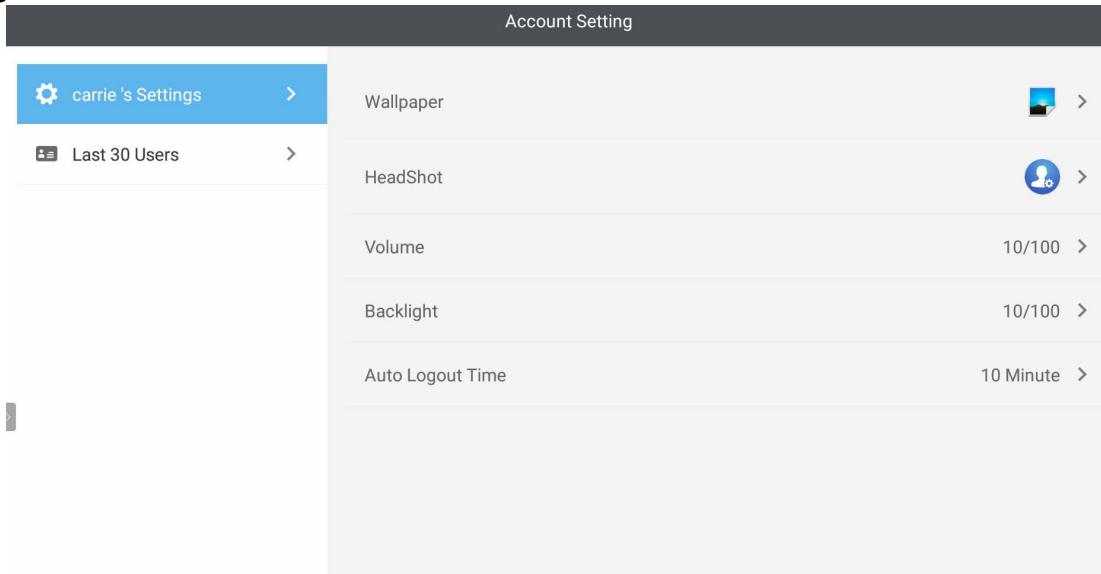 Account Setting
carrie 's Settings
Last 30 Users
Wallpaper
HeadShot
Volume
10/100
Backlight
10/100
Auto Logout Time
10 Minute